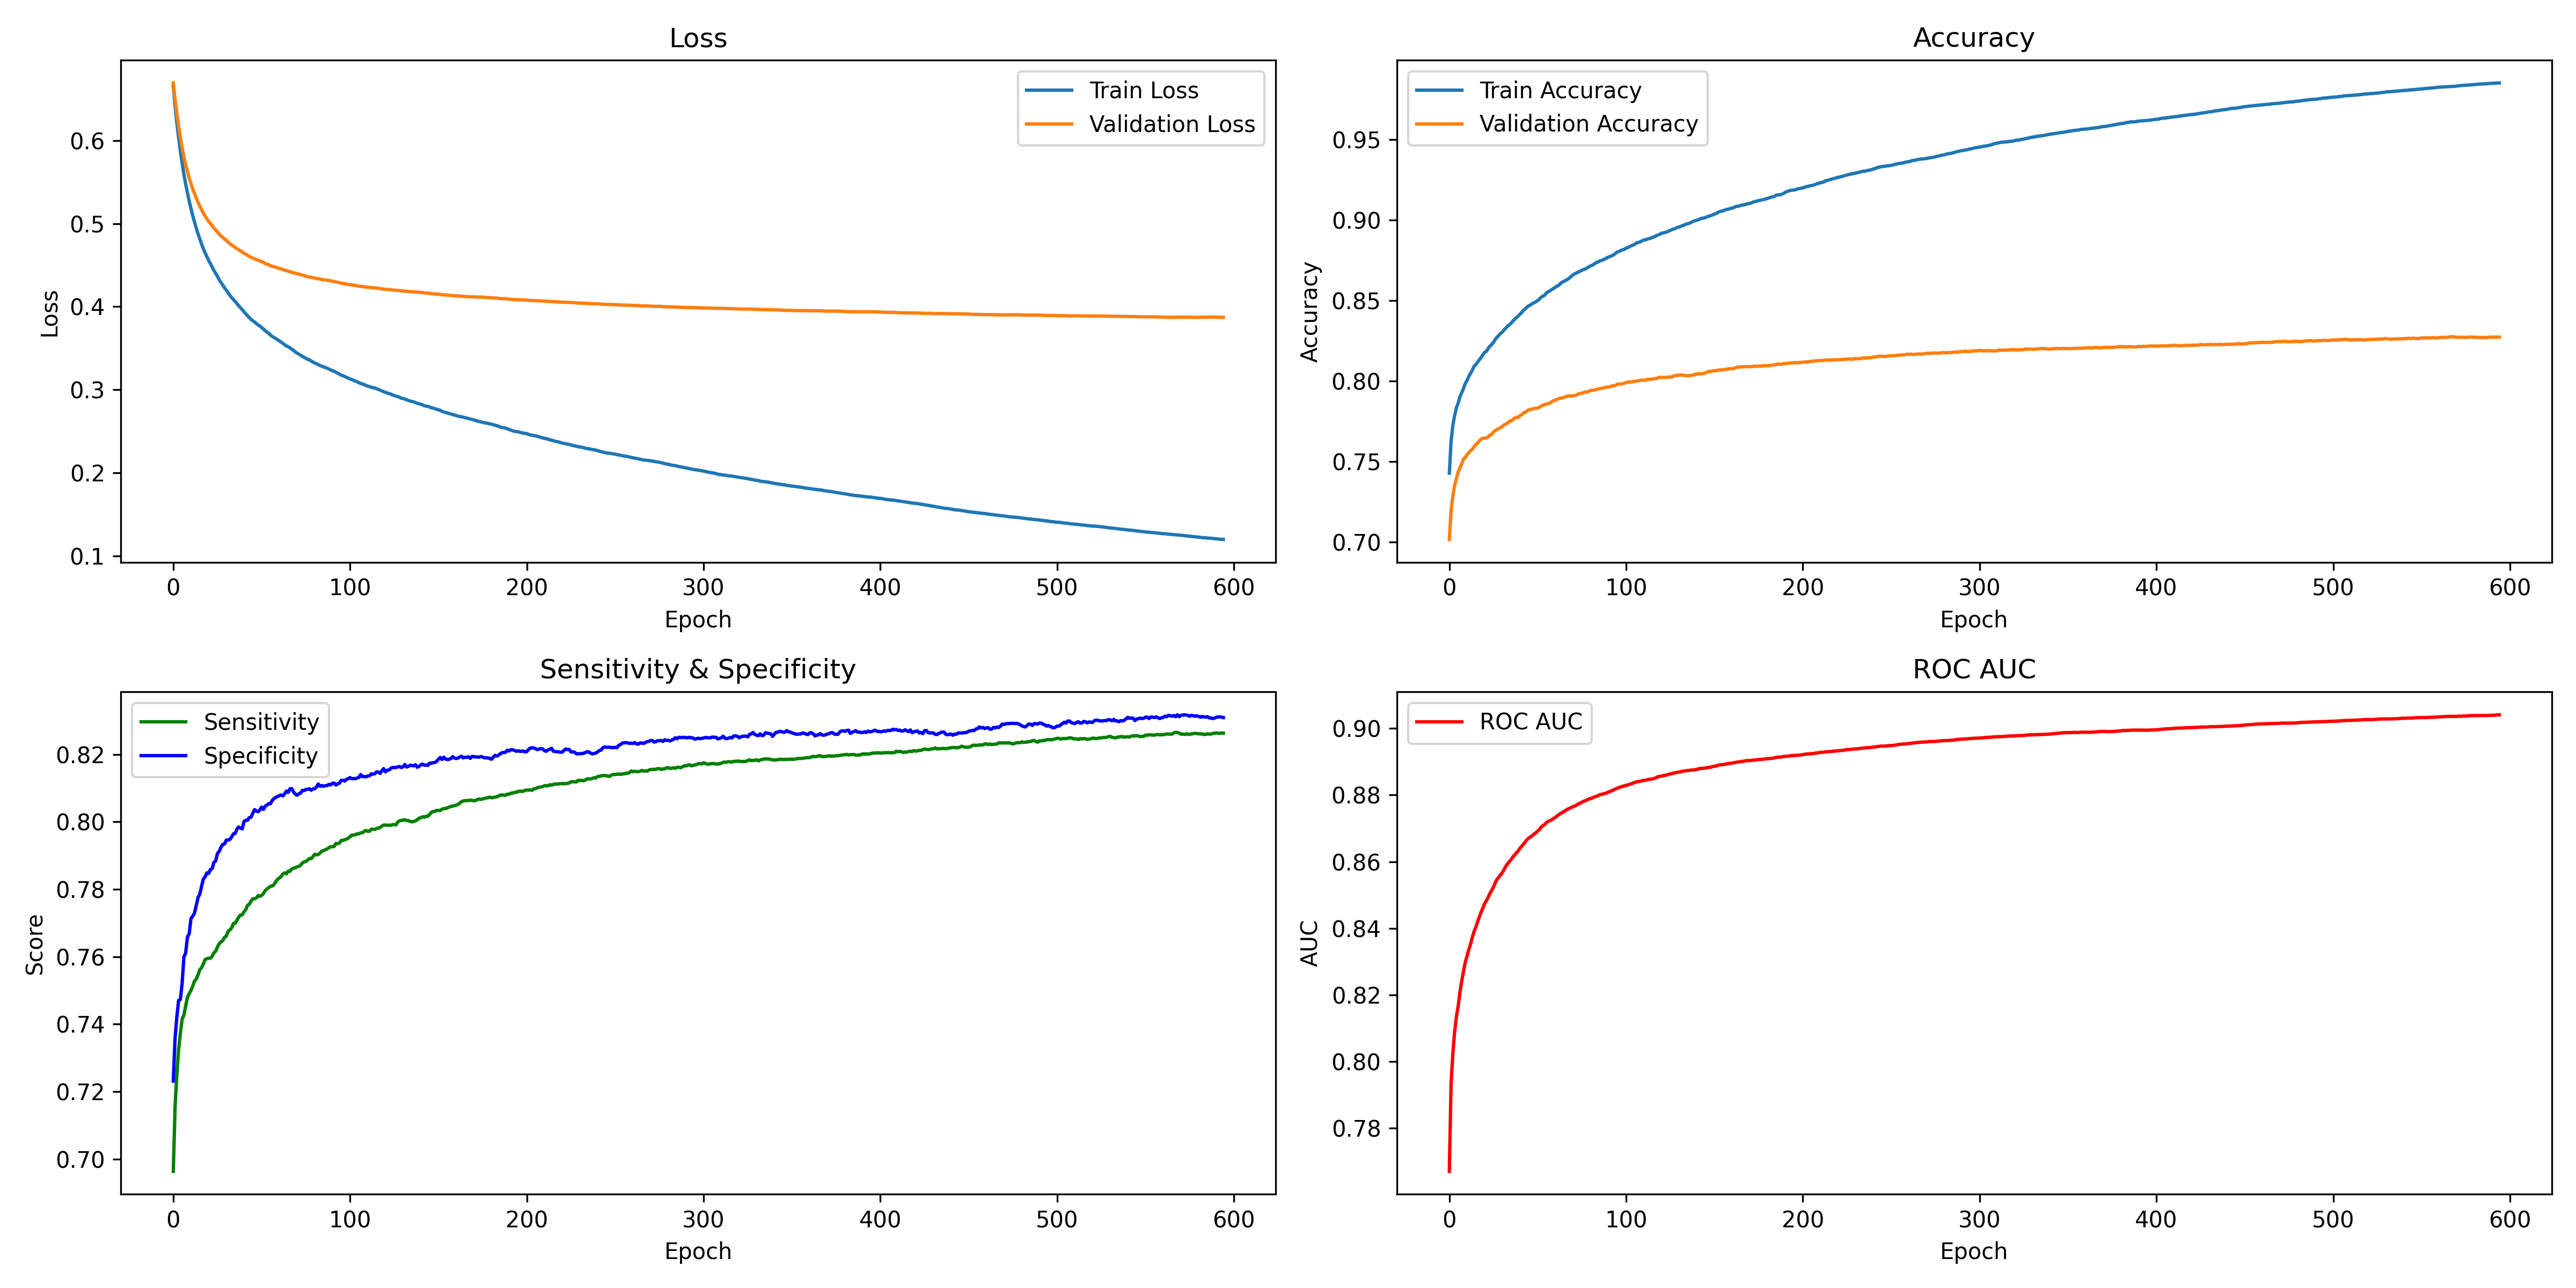 Loss
Train Loss
Validation Loss
0.6
0.5
0.4
0.3
0.2
0.1
Loss
0 100 200 300 400 500 600
Epoch
Accuracy
Train Accuracy
Validation Accuracy
0.95
0.90
0.85
0.80
0.75
0.70
Accuracy
0 100 200 300 400 500 600
Epoch
Sensitivity & Specificity
Sensitivity
Specificity
0.82
0.80
0.78
0.76
0.74
0.72
0.70
Score
0 100 200 300 400 500 600
Epoch
ROC AUC
ROC AUC
0.90
0.88
0.86
0.84
0.82
0.80
0.78
AUC
0 100 200 300 400 500 600
Epoch